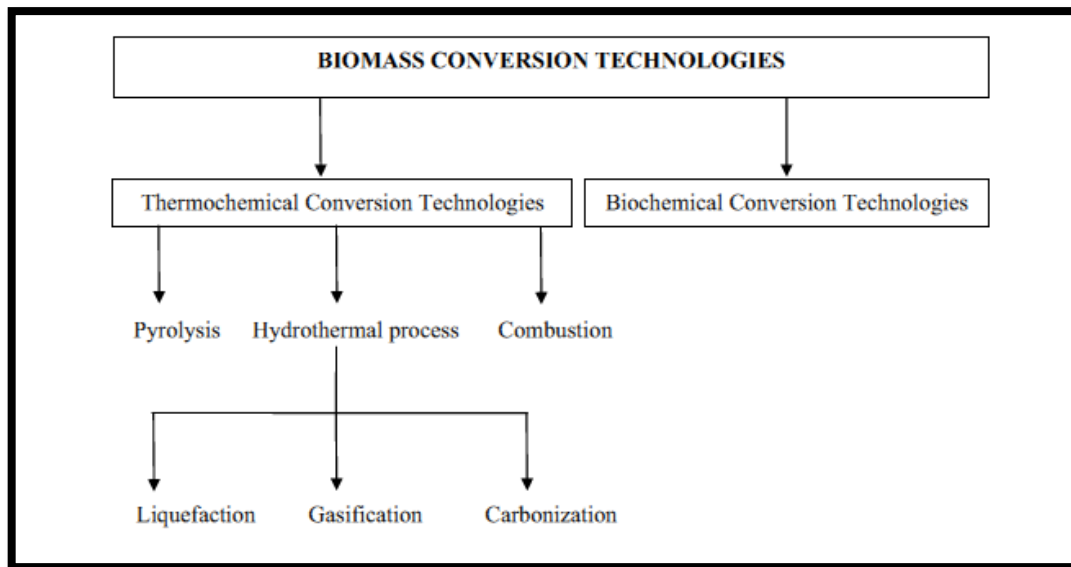 BIOMASS CONVERSION TECHNOLOGIES
Thermochemical Conversion Technologies
Biochemical Conversion Technologies
Pyrolysis
Hydrothermal process
Combustion
Liquefaction
Gasification
Carbonization